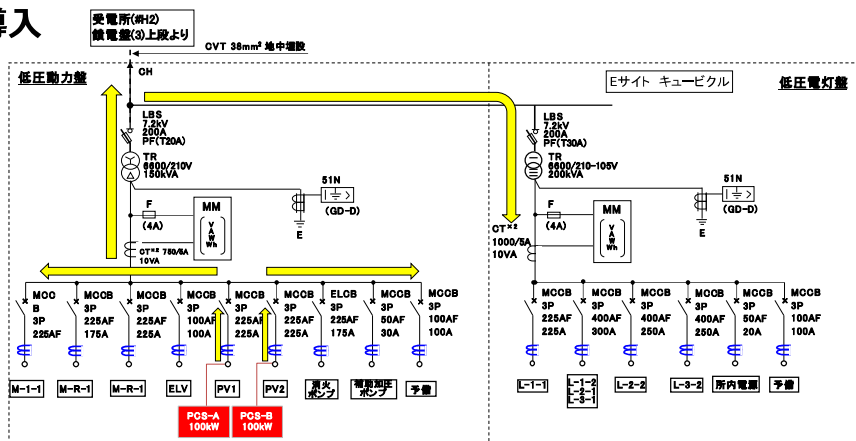 導入
受電所(#H2)
饋電盤(3)上段より
CVT 38mm² 地中埋設
CH
低圧動力盤
Eサイト キュービクル
低圧電灯盤
LBS
7.2kV
200A
PF(T20A)
TR
6600/210V
150kVA
51N
(GD-D)
E
F
(4A)
MM
V
A
W
Wh
CT×2 750/5A
10VA
LBS
7.2kV
200A
PF(T30A)
TR
6600/210-105V
200kVA
51N
(GD-D)
E
F
(4A)
MM
V
A
W
Wh
CT×2
1000/5A
10VA
MCC
B
3P
225AF
MCCB
3P
225AF
175A
MCCB
3P
225AF
225A
MCCB
3P
100AF
100A
MCCB
3P
225AF
225A
MCCB
3P
225AF
225A
ELCB
3P
225AF
175A
MCCB
3P
50AF
30A
MCCB
3P
100AF
100A
MCCB
3P
225AF
225A
MCCB
3P
400AF
300A
MCCB
3P
400AF
250A
MCCB
3P
400AF
250A
MCCB
3P
50AF
20A
MCCB
3P
100AF
100A
M-1-1
M-R-1
M-R-1
ELV
PV1
PV2
消火
ポンプ
補助加圧
ポンプ
予備
L-1-1
L-1-2
L-2-1
L-3-1
L-2-2
L-3-2
所内電源
予備
PCS-A
100kW
PCS-B
100kW